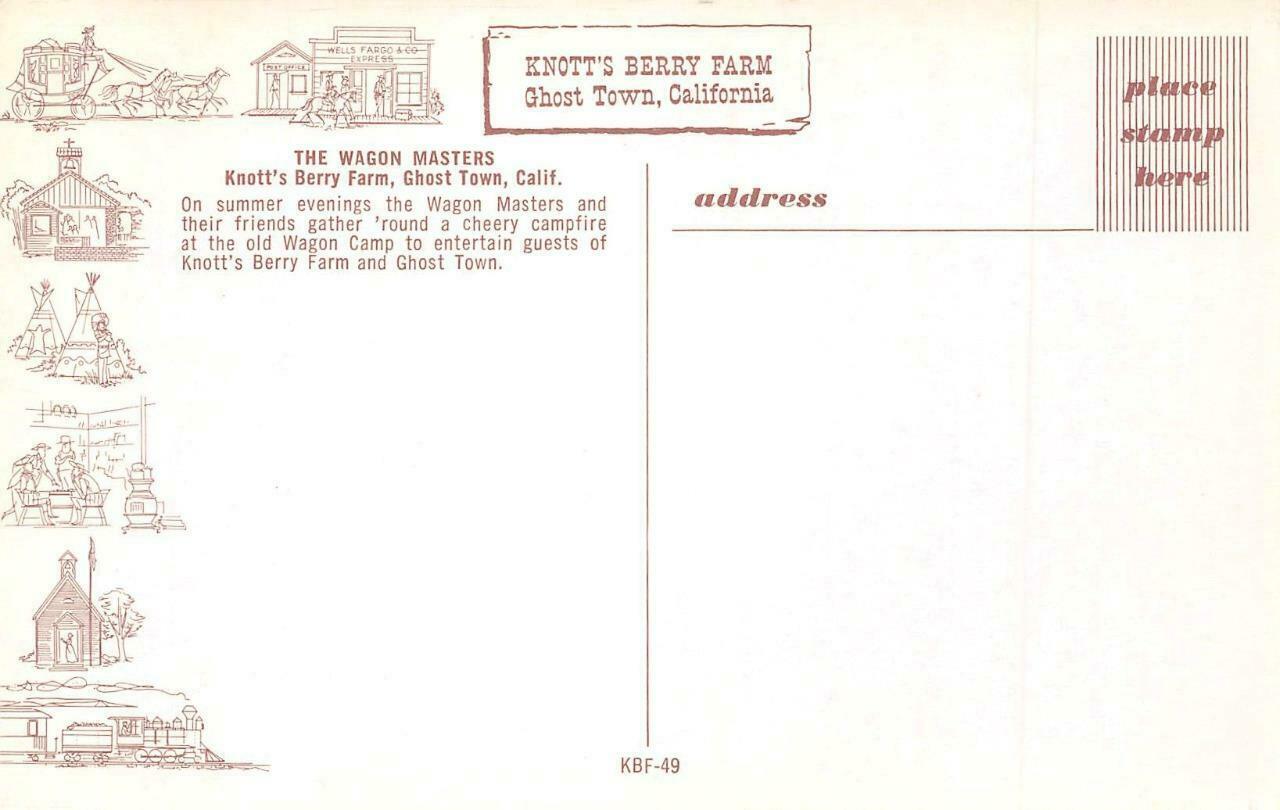 WELLS FARGO & CO
EXPRESS
POST OFFICE
KNOTT'S BERRY FARM
Ghost Town, California
place
stamp
here
THE WAGON MASTERS
Knott's Berry Farm, Ghost Town, Calif.
On summer evenings the Wagon Masters and
their friends gather 'round a cheery campfire
at the old Wagon Camp to entertain guests of
Knott's Berry Farm and Ghost Town.
address
KBF-49